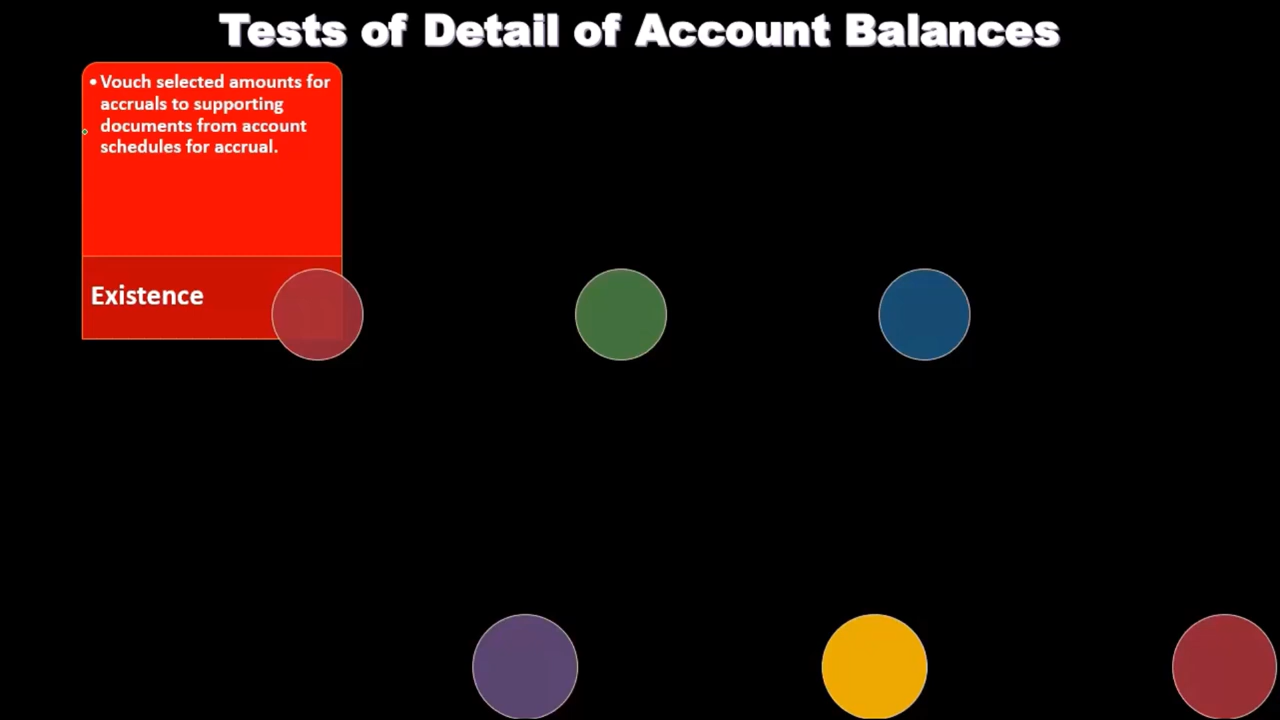 Tests of Detail of Account Balances
• Vouch selected amounts for
accruals to supporting
documents from account
schedules for accrual.
Existence